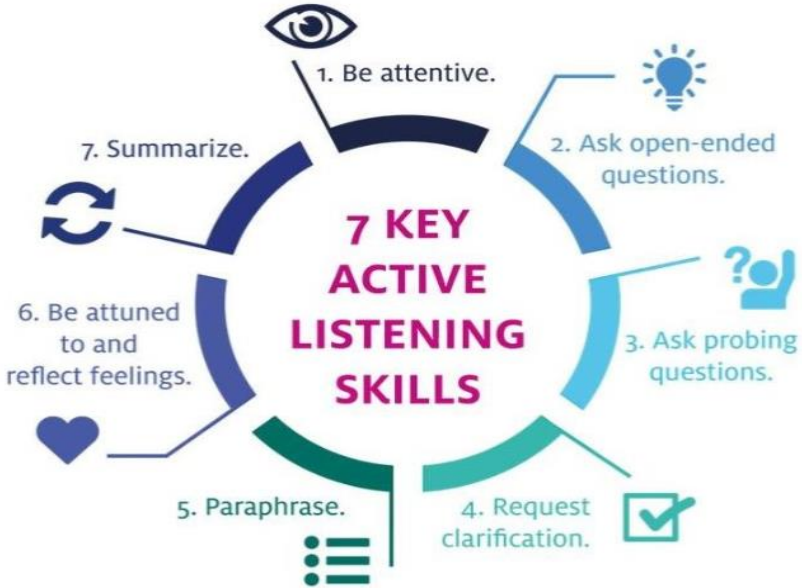 1. Be attentive.
2. Ask open-ended
questions.
3. Ask probing
questions.
4. Request
clarification.
5. Paraphrase.
6. Be attuned
to and
reflect feelings.
7. Summarize.
7 KEY
ACTIVE
LISTENING
SKILLS